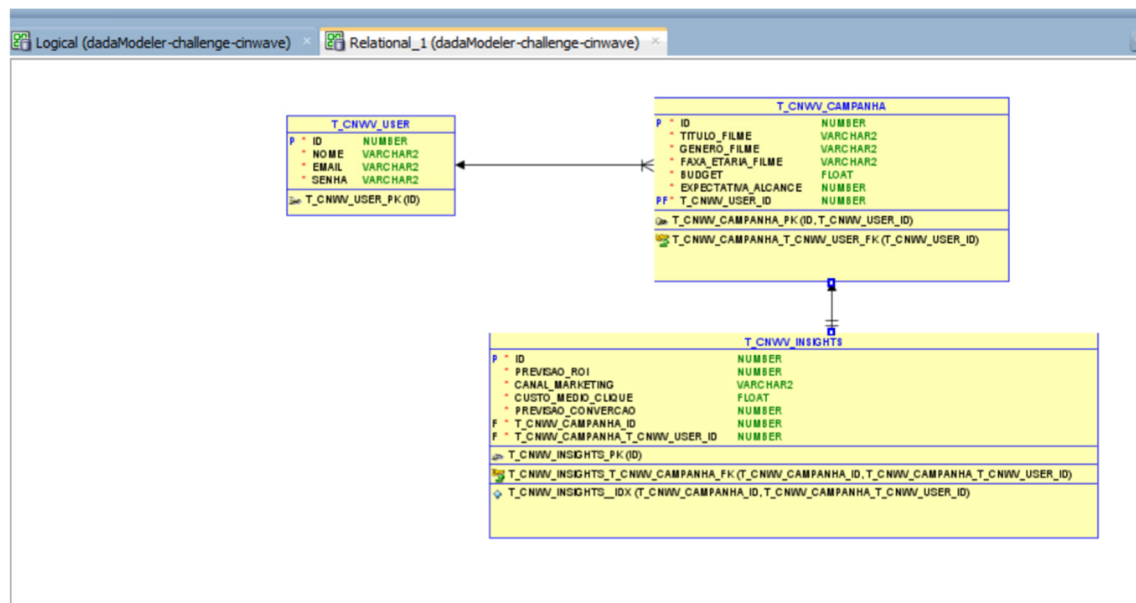 Logical (dadaModeler-challenge-cinwave) × Relational_1 (dadaModeler-challenge-cinwave) ×
T_CNWV_USER
P * ID NUMBER
* NOME VARCHAR2
* EMAIL VARCHAR2
* SENHA VARCHAR2
T_CNWV_USER_PK (ID)
T_CNWV_CAMPANHA
P * ID NUMBER
* TITULO_FILME VARCHAR2
* GENERO_FILME VARCHAR2
* FAXA_ETARIA_FILME VARCHAR2
* BUDGET FLOAT
* EXPECTATIVA_ALCANCE NUMBER
PF* T_CNWV_USER_ID NUMBER
T_CNWV_CAMPANHA_PK (ID, T_CNWV_USER_ID)
T_CNWV_CAMPANHA_T_CNWV_USER_FK (T_CNWV_USER_ID)
T_CNWV_INSIGHTS
P * ID NUMBER
* PREVISAO_ROI NUMBER
* CANAL_MARKETING VARCHAR2
* CUSTO_MEDIO_CLIQUE FLOAT
* PREVISAO_CONVERCAO NUMBER
F * T_CNWV_CAMPANHA_ID NUMBER
F * T_CNWV_CAMPANHA_T_CNWV_USER_ID NUMBER
T_CNWV_INSIGHTS_PK (ID)
T_CNWV_INSIGHTS_T_CNWV_CAMPANHA_FK (T_CNWV_CAMPANHA_ID, T_CNWV_CAMPANHA_T_CNWV_USER_ID)
T_CNWV_INSIGHTS__IDX (T_CNWV_CAMPANHA_ID, T_CNWV_CAMPANHA_T_CNWV_USER_ID)